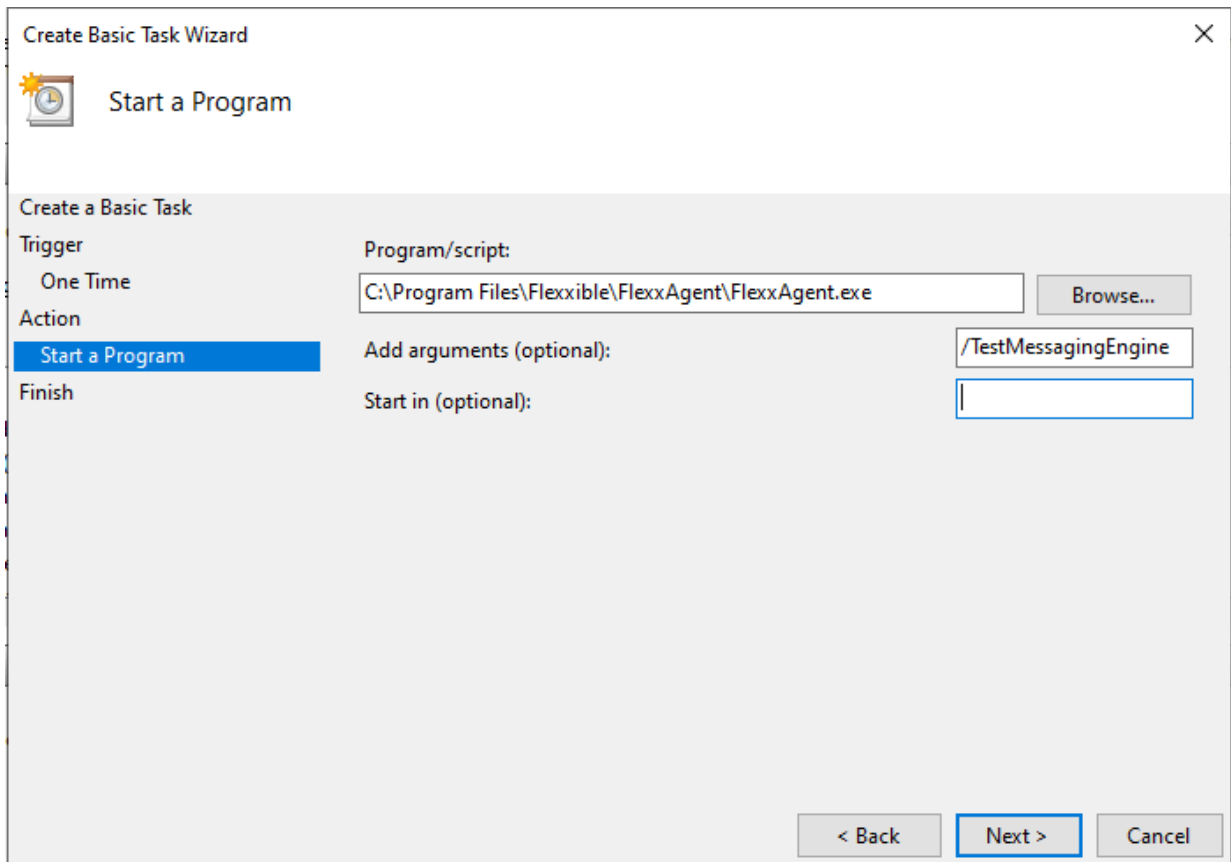 Create Basic Task Wizard
Start a Program
Create a Basic Task
Trigger
One Time
Action
Start a Program
Finish
Program/script:
C:\Program Files\Flexxible\FlexxAgent\FlexxAgent.exe
Browse...
Add arguments (optional):
/TestMessagingEngine
Start in (optional):
< Back
Next >
Cancel